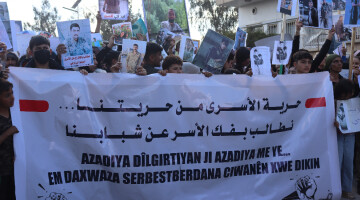 حرية الأسرى من حريتنـــا...
نطالب بفك الأسر عن شبابنا
AZADIYA DÎLGIRTIYAN JI AZADIYA ME YE...
EM DAXWAZA SERBESTBERDANA CIWANÊN XWE DIKIN